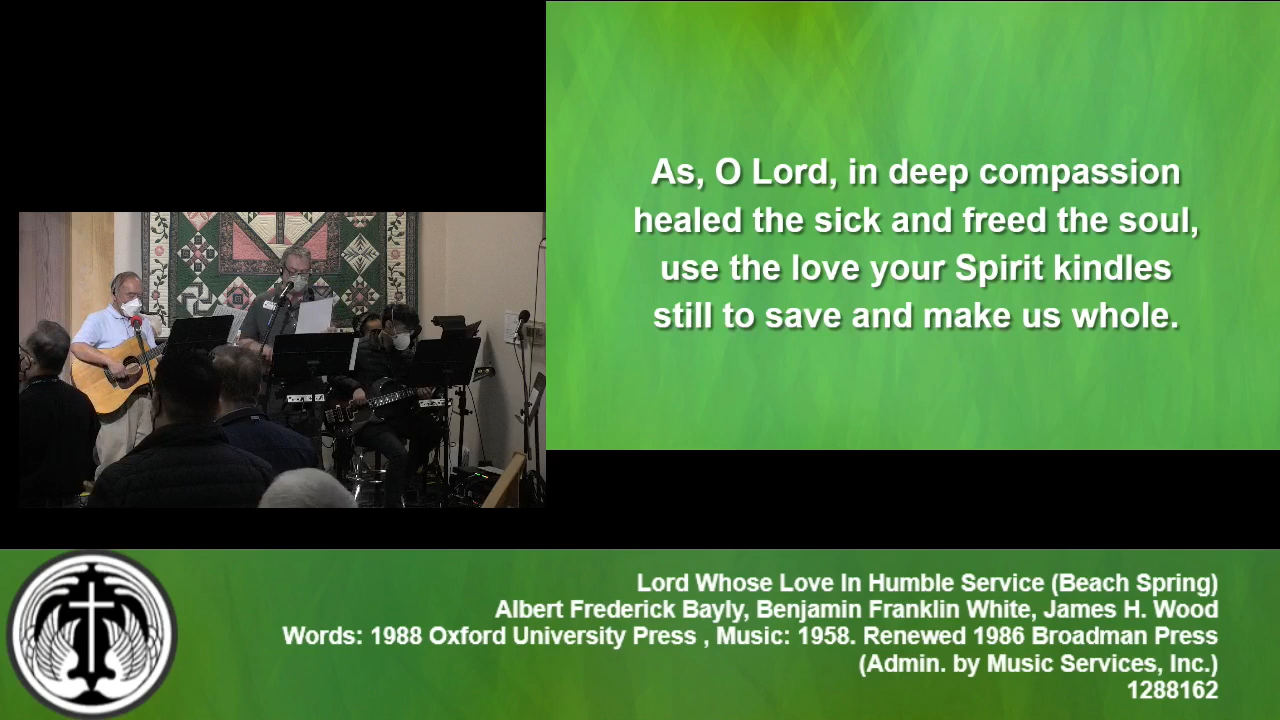 As, O Lord, in deep compassion
healed the sick and freed the soul,
use the love your Spirit kindles
still to save and make us whole.
Lord Whose Love In Humble Service (Beach Spring)
Albert Frederick Bayly, Benjamin Franklin White, James H. Wood
Words: 1988 Oxford University Press , Music: 1958. Renewed 1986 Broadman Press
(Admin. by Music Services, Inc.)
1288162